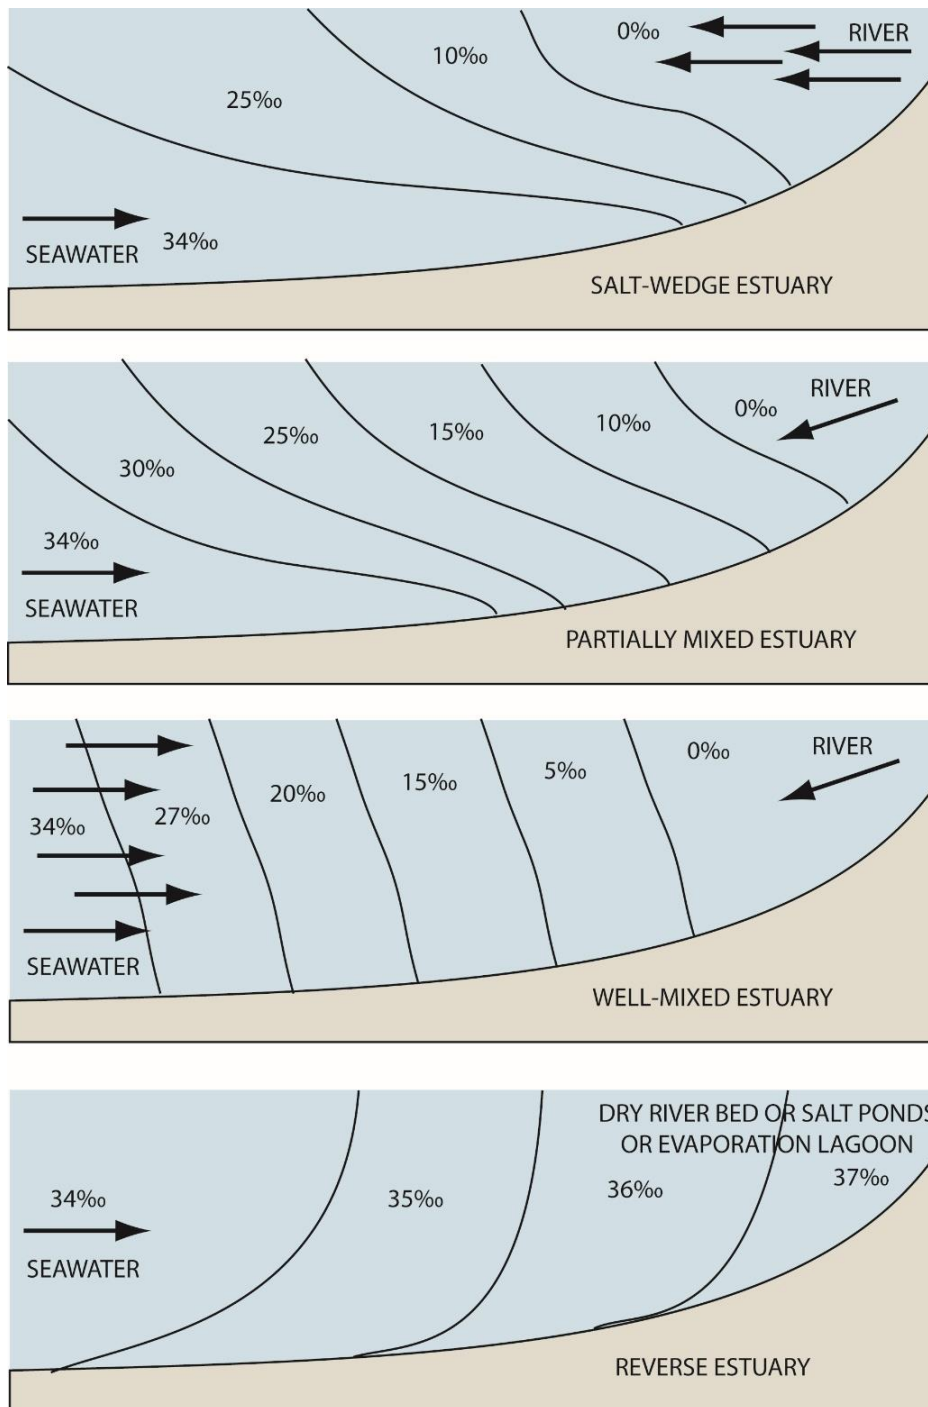 0‰
RIVER
10‰
25‰
34‰
SEAWATER
SALT-WEDGE ESTUARY
RIVER
0‰
10‰
15‰
25‰
30‰
34‰
SEAWATER
PARTIALLY MIXED ESTUARY
RIVER
0‰
5‰
15‰
20‰
27‰
34‰
SEAWATER
WELL-MIXED ESTUARY
DRY RIVER BED OR SALT PONDS
OR EVAPORATION LAGOON
37‰
36‰
35‰
34‰
SEAWATER
REVERSE ESTUARY